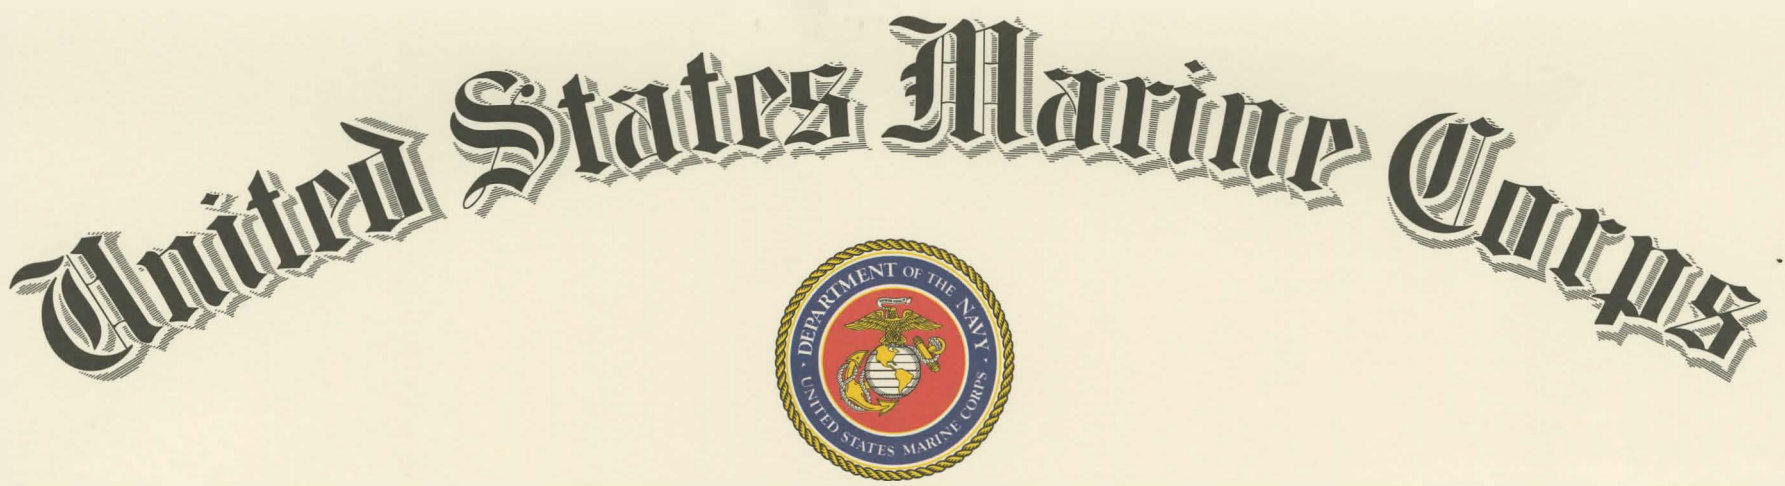 United States Marine Corps
DEPARTMENT OF THE NAVY
UNITED STATES MARINE CORPS